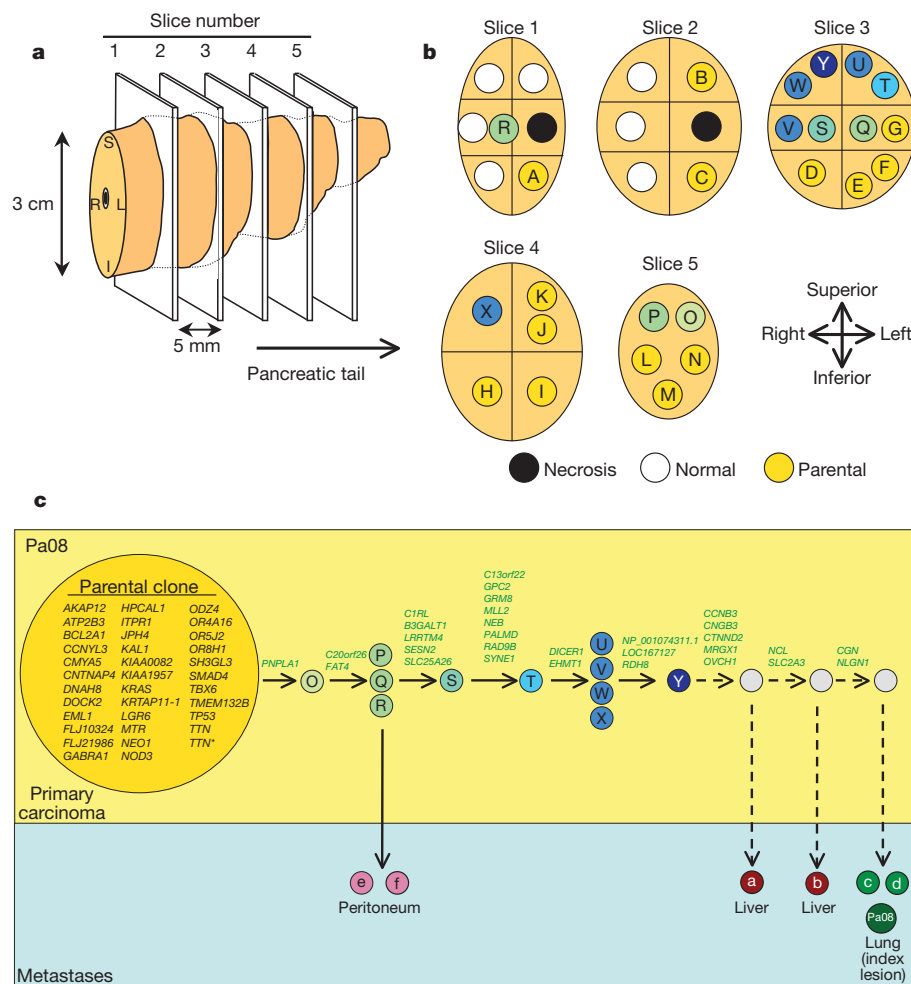 a
Slice number
1 2 3 4 5
3 cm
S
R L
I
5 mm
Pancreatic tail
b
Slice 1
R
A
Slice 2
B
C
Slice 3
Y U
W T
V S Q G
D E F
Slice 4
X K
J
H I
Slice 5
P O
L N
M
Superior
Right Left
Inferior
Necrosis Normal Parental
c
Pa08
Parental clone
AKAP12 HPCAL1 ODZ4
ATP2B3 ITPR1 OR4A16
BCL2A1 JPH4 OR5J2
CCNYL3 KAL1 OR8H1
CMYA5 KIAA0082 SH3GL3
CNTNAP4 KIAA1957 SMAD4
DNAH8 KRAS TBX6
DOCK2 KRTAP11-1 TMEM132B
EML1 LGR6 TP53
FLJ10324 MTR TTN
FLJ21986 NEO1 TTN*
GABRA1 NOD3
PNPLA1
O
C20orf26
FAT4
P
Q
R
C1RL
B3GALT1
LRRTM4
SESN2
SLC25A26
S
C13orf22
GPC2
GRM8
MLL2
NEB
PALMD
RAD9B
SYNE1
T
DICER1
EHMT1
U
V
W
X
NP_001074311.1
LOC167127
RDH8
Y
CCNB3
CNGB3
CTNND2
MRGX1
OVCH1
NCL
SLC2A3
CGN
NLGN1
Primary
carcinoma
e f
Peritoneum
a
Liver
b
Liver
c d
Pa08
Lung
(index
lesion)
Metastases